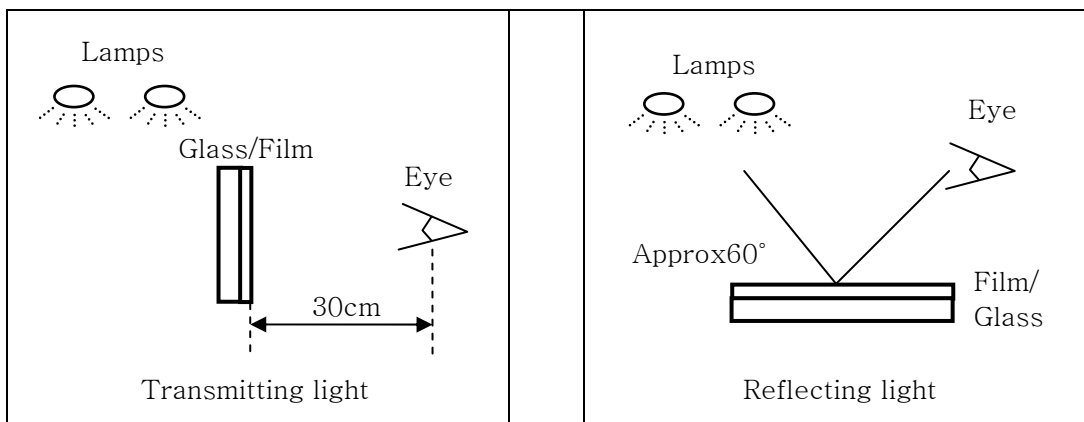 Lamps
Glass/Film
Eye
30cm
Transmitting light
Lamps
Eye
Approx60°
Film/
Glass
Reflecting light